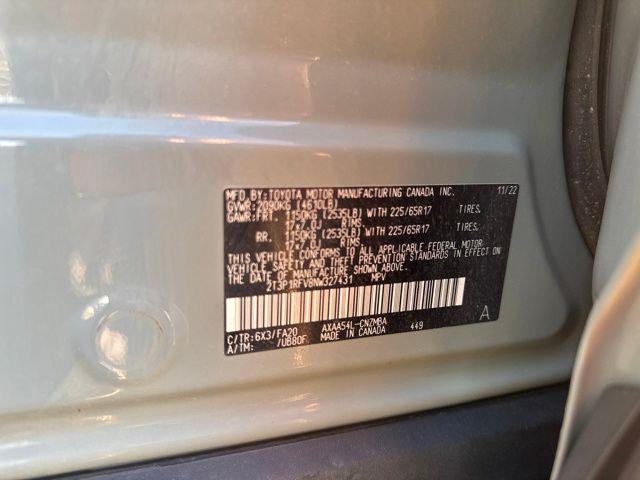 MFD. BY: TOYOTA MOTOR MANUFACTURING CANADA INC. 11/22
GVWR: 2090KG (4610LB)
GAWR: FRT. 1150KG (2535LB) WITH 225/65R17 TIRES.
17x7.0J RIMS.
RR. 1150KG (2535LB) WITH 225/65R17 TIRES.
17x7.0J RIMS.
THIS VEHICLE CONFORMS TO ALL APPLICABLE FEDERAL MOTOR
VEHICLE SAFETY AND THEFT PREVENTION STANDARDS IN EFFECT ON
THE DATE OF MANUFACTURE SHOWN ABOVE.
2T3P1RFV8NW327431 MPV
C/TR: 6X3/FA20 AXAA54L-CNZMBA 449 A
A/TM: /UB80F MADE IN CANADA